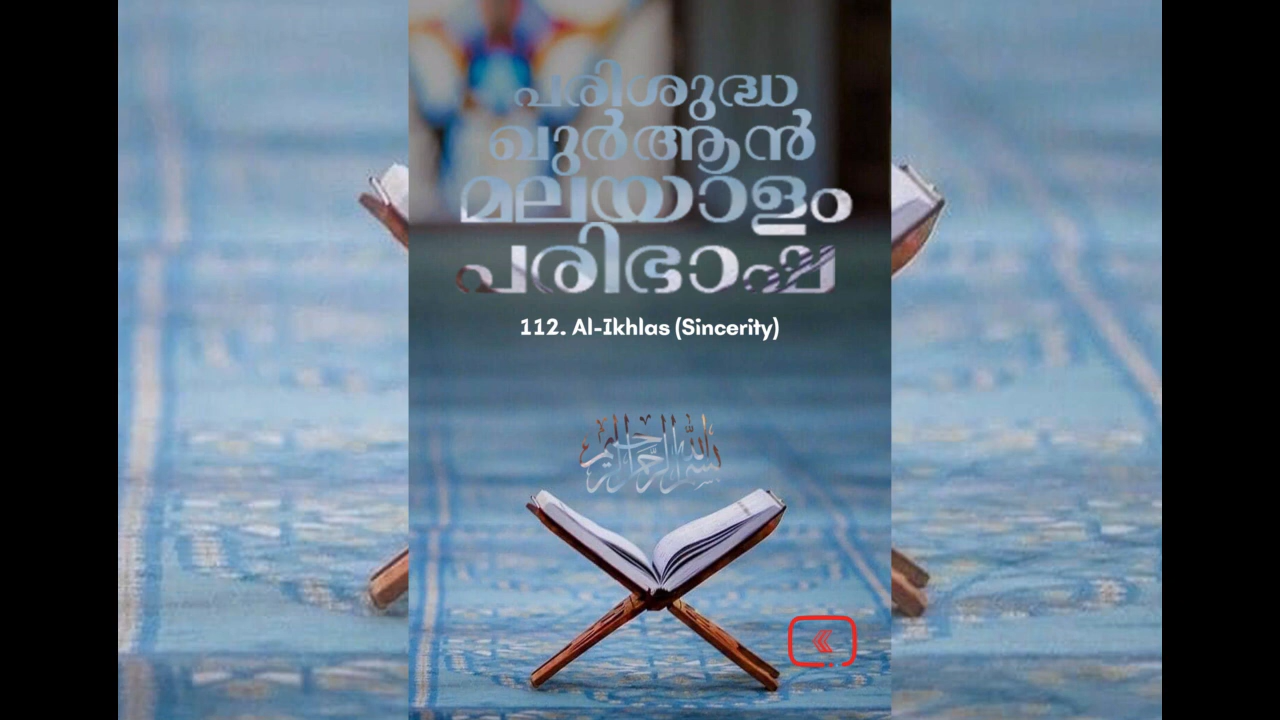 പരിശുദ്ധ
ഖുർആൻ
മലയാളം
പരിഭാഷ
112. Al-Ikhlas (Sincerity)
بسم الله الرحمن الرحيم